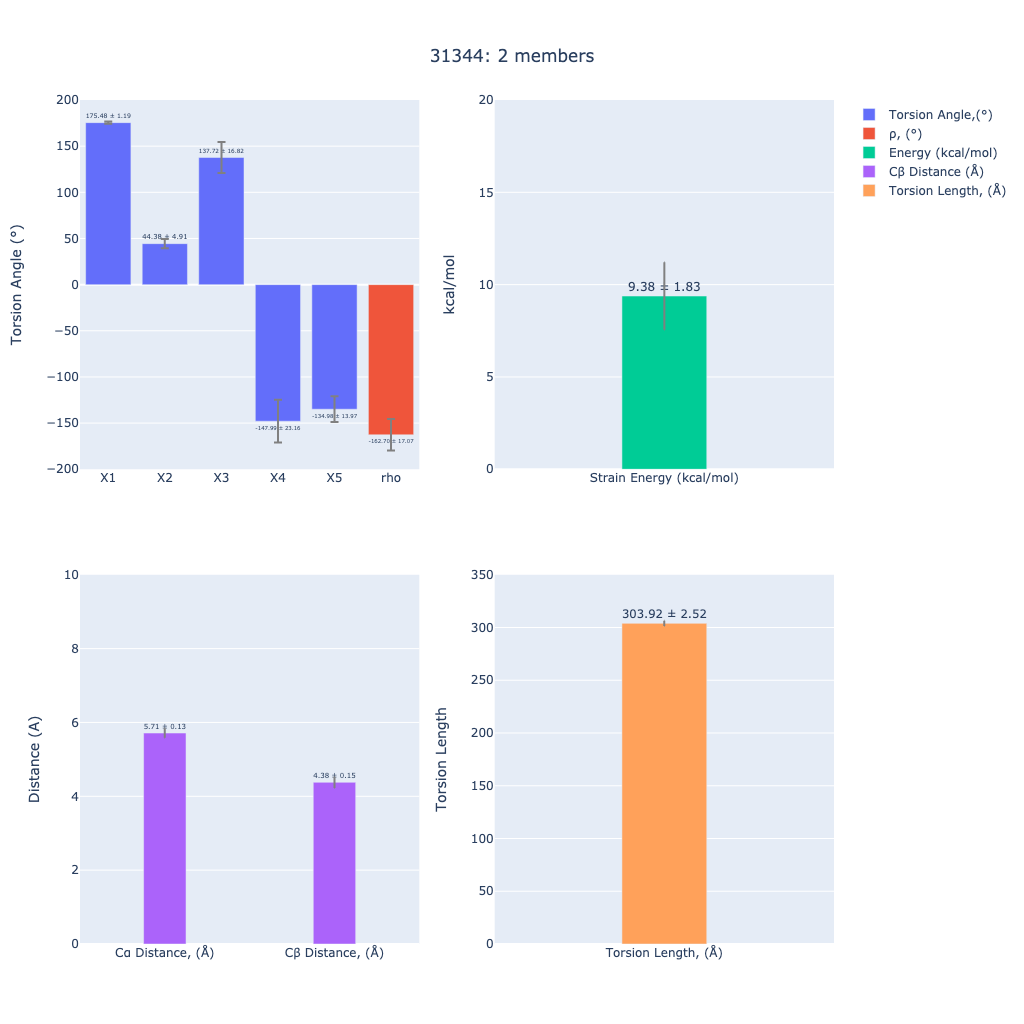 31344: 2 members
200
150
100
50
0
−50
−100
−150
−200
Torsion Angle (°)
175.48 ± 1.19
44.38 ± 4.91
137.72 ± 16.82
-147.99 ± 23.16
-134.98 ± 13.97
-162.70 ± 17.07
X1 X2 X3 X4 X5 rho
20
15
10
5
0
kcal/mol
9.38 ± 1.83
Strain Energy (kcal/mol)
Torsion Angle,(°)
ρ, (°)
Energy (kcal/mol)
Cβ Distance (Å)
Torsion Length, (Å)
10
8
6
4
2
0
Distance (A)
5.71 ± 0.13
4.38 ± 0.15
Cα Distance, (Å) Cβ Distance, (Å)
350
300
250
200
150
100
50
0
Torsion Length
303.92 ± 2.52
Torsion Length, (Å)